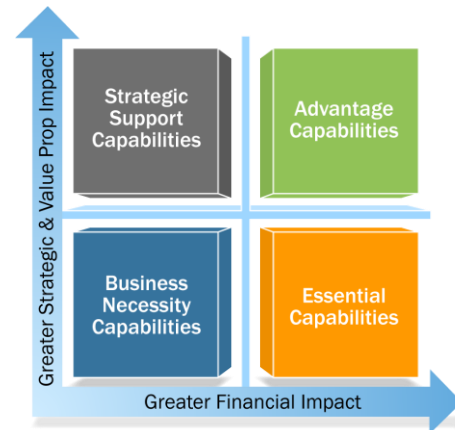 Greater Strategic & Value Prop Impact
Strategic
Support
Capabilities
Advantage
Capabilities
Business
Necessity
Capabilities
Essential
Capabilities
Greater Financial Impact